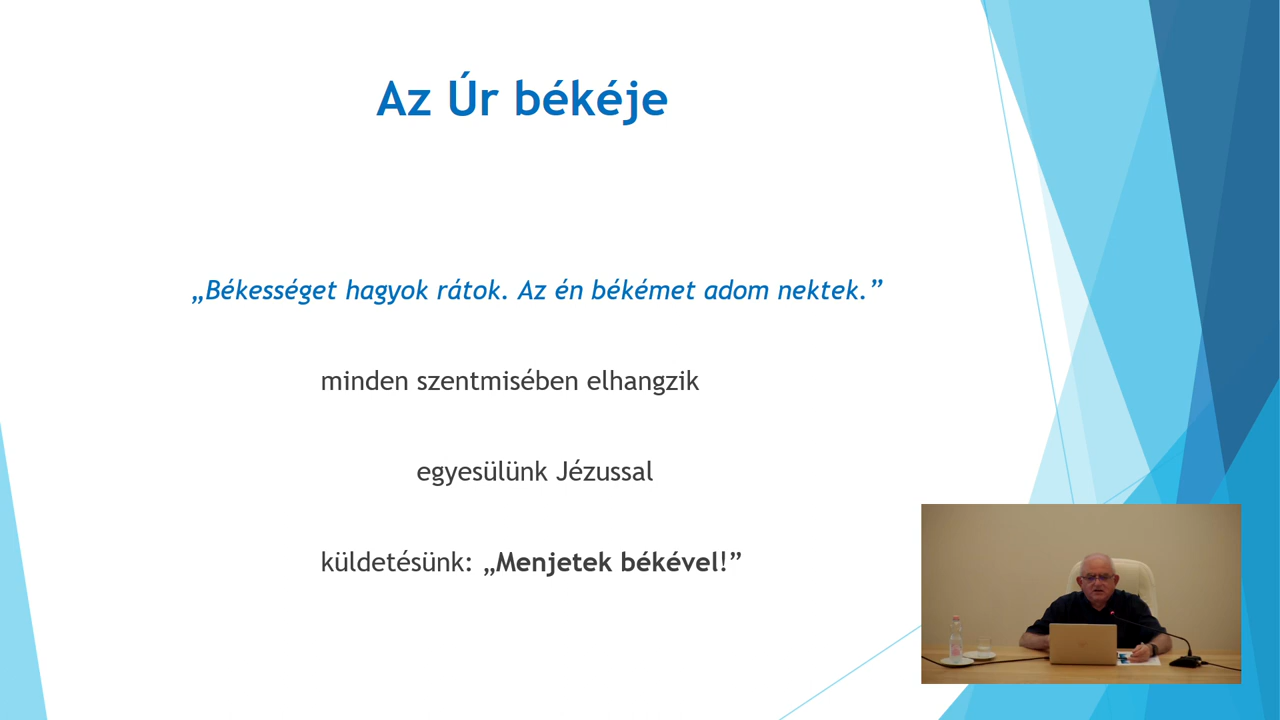 Az Úr békéje
„Békességet hagyok rátok. Az én békémet adom nektek.”
minden szentmisében elhangzik
egyesülünk Jézussal
küldetésünk: „Menjetek békével!”